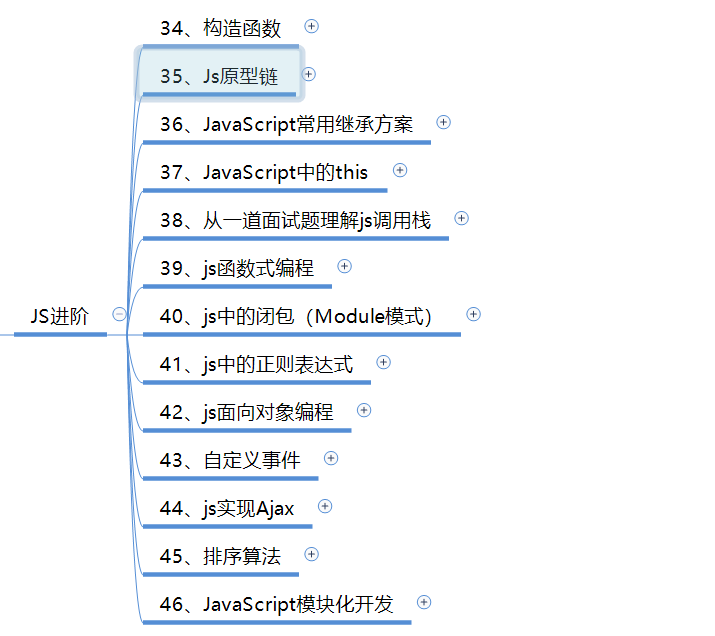 34、构造函数
35、Js原型链
36、JavaScript常用继承方案
37、JavaScript中的this
38、从一道面试题理解js调用栈
39、js函数式编程
JS进阶
40、js中的闭包（Module模式）
41、js中的正则表达式
42、js面向对象编程
43、自定义事件
44、js实现Ajax
45、排序算法
46、JavaScript模块化开发